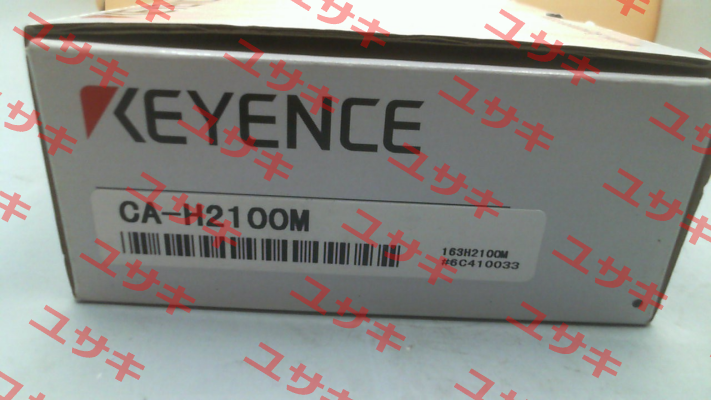 KEYENCE
CA-H2100M
163H2100M
#6C410033
ユサキ